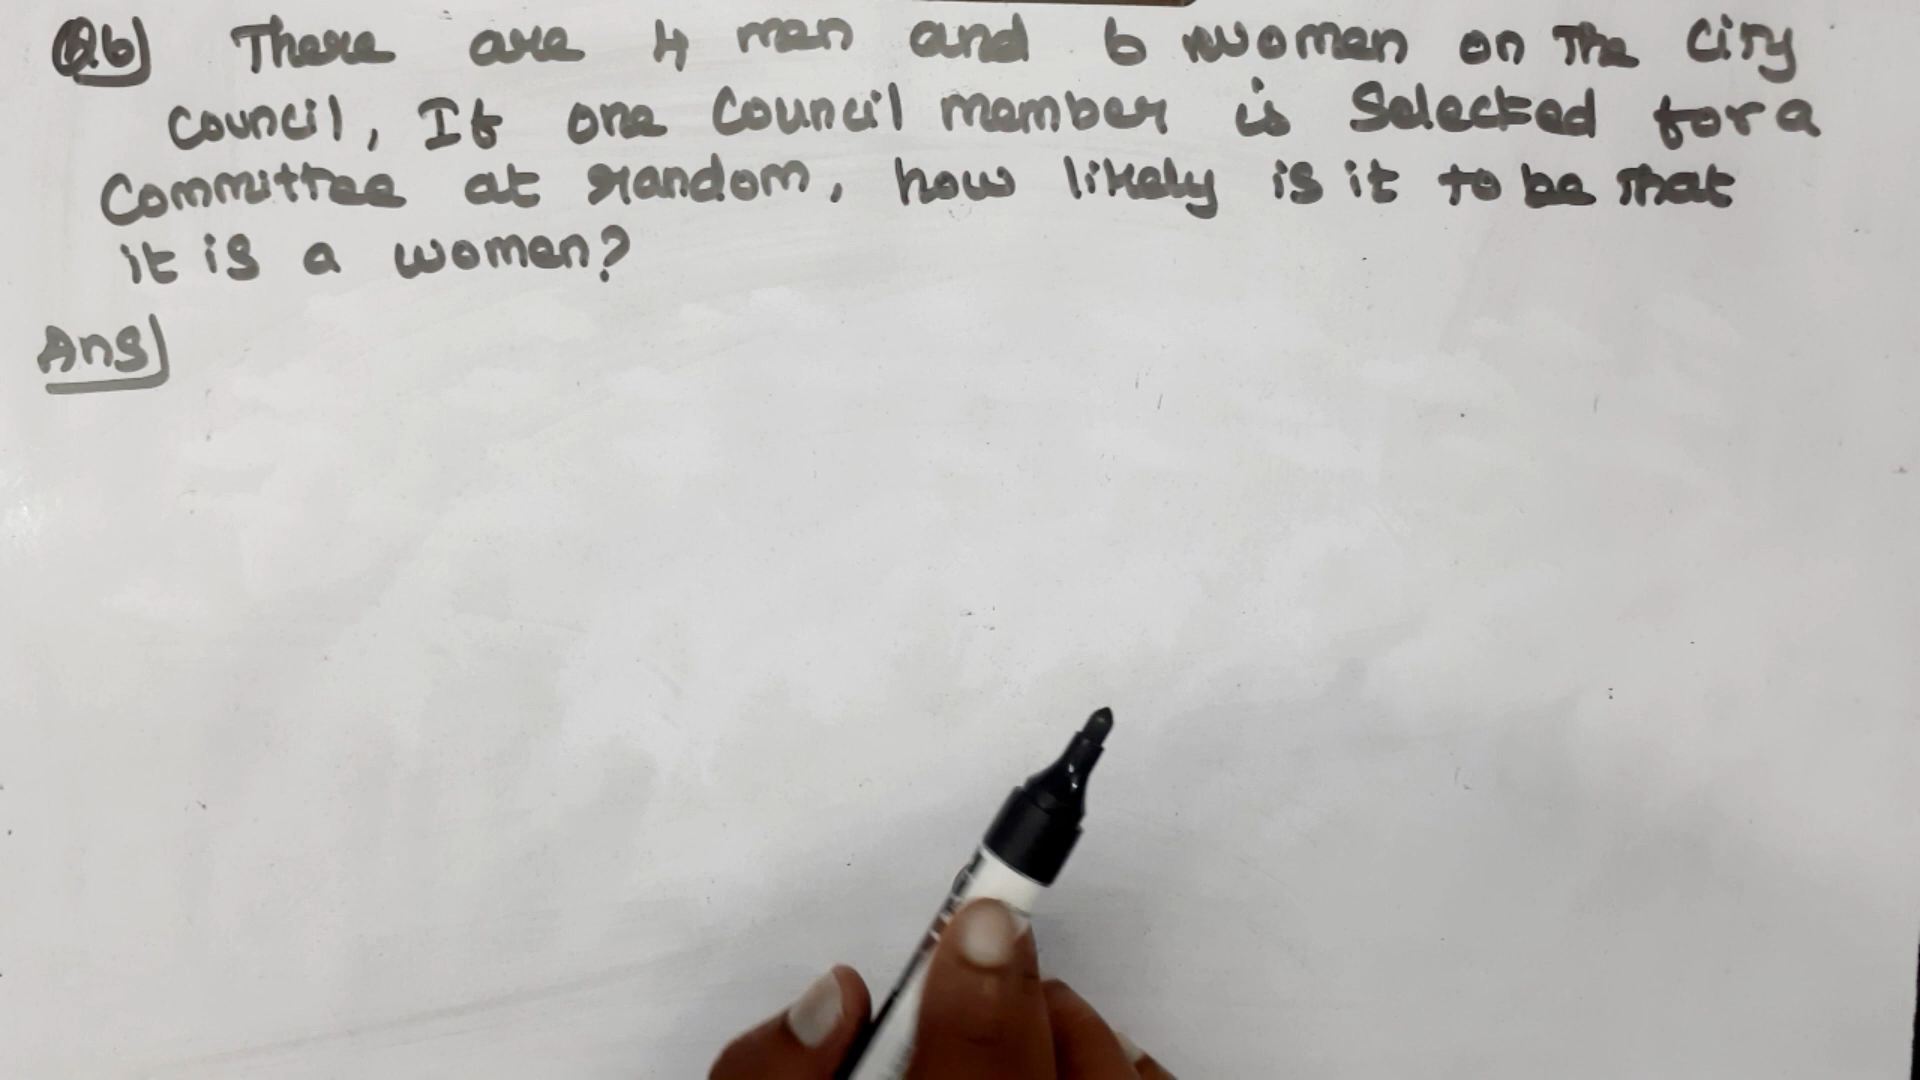 Q.6) There are 4 men and 6 women on The City
Council, If one Council member is Selected for a
Committee at random, how likely is it to be that
it is a women?
Ans)